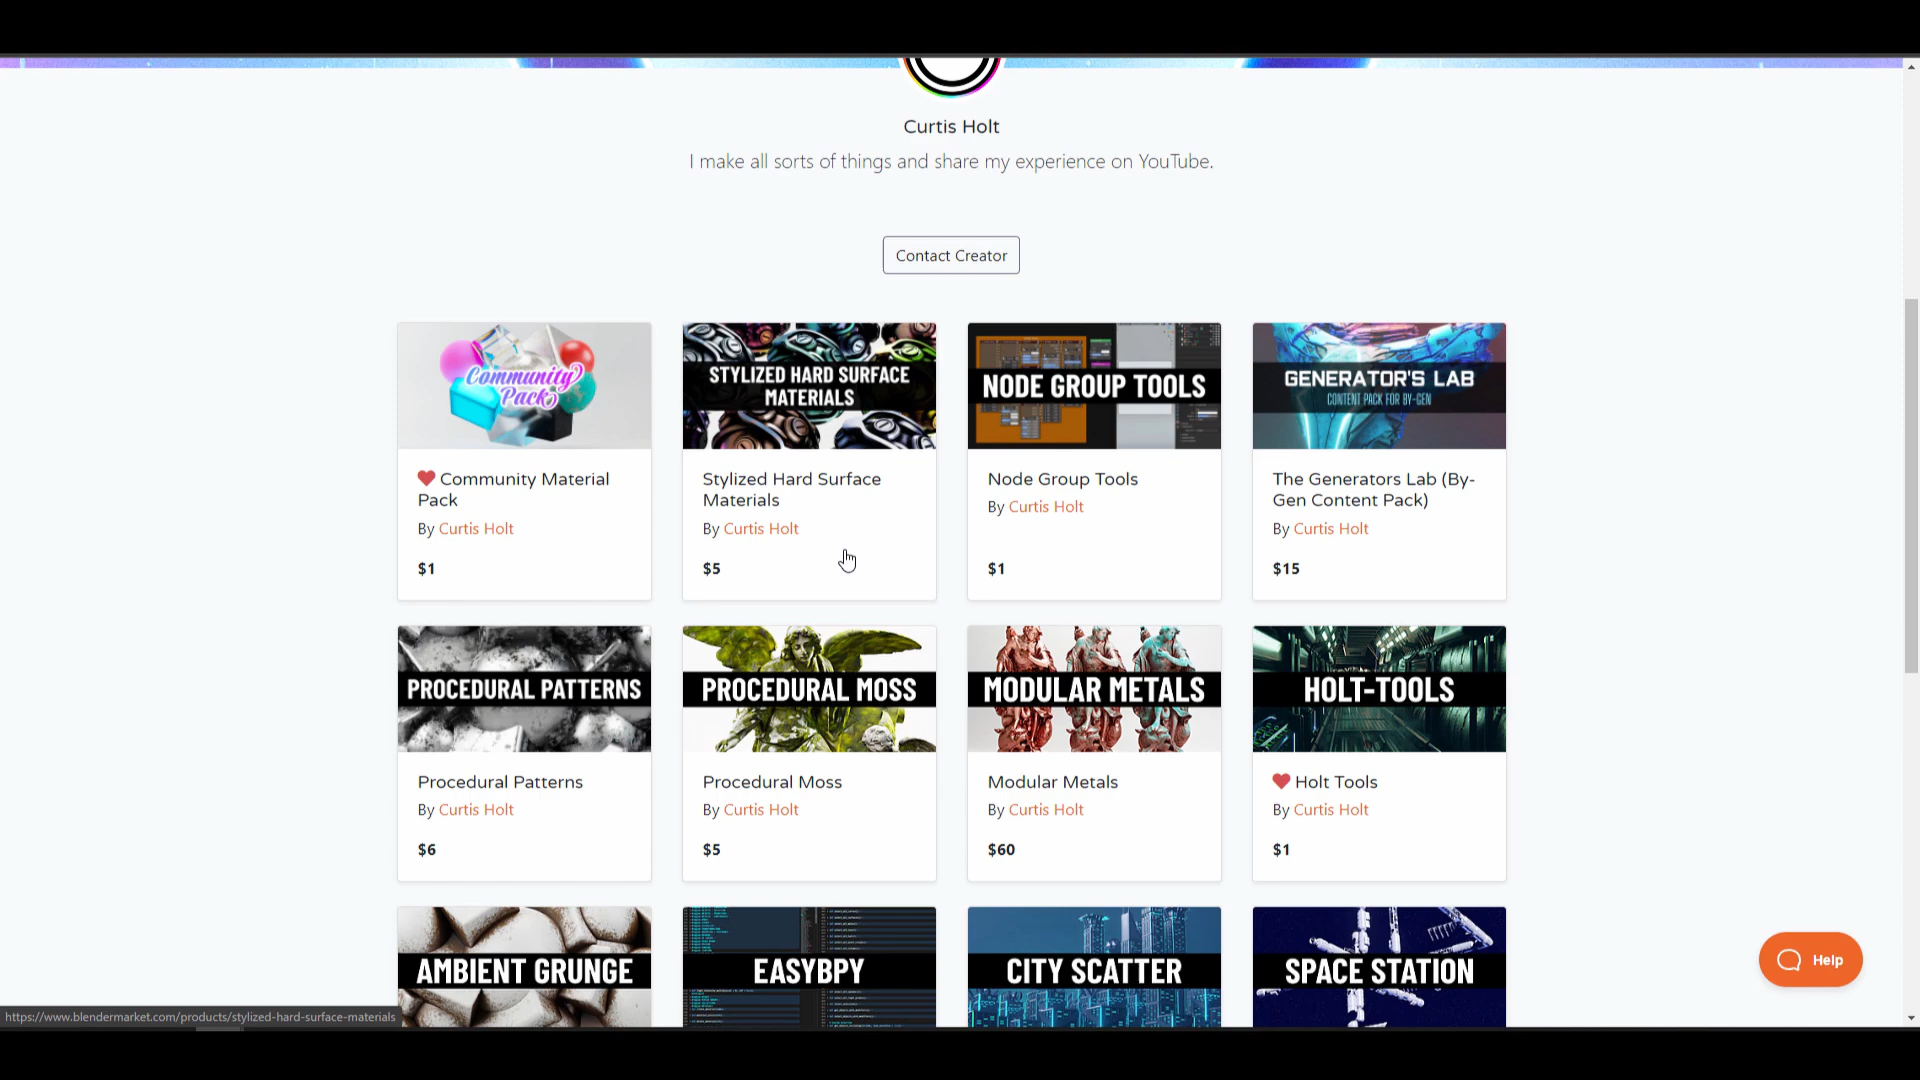 Curtis Holt
I make all sorts of things and share my experience on YouTube.
Contact Creator
Community
Pack
STYLIZED HARD SURFACE
MATERIALS
NODE GROUP TOOLS
GENERATOR'S LAB
CONTENT PACK FOR BY-GEN
Community Material
Pack
By Curtis Holt
$1
Stylized Hard Surface
Materials
By Curtis Holt
$5
Node Group Tools
By Curtis Holt
$1
The Generators Lab (By-
Gen Content Pack)
By Curtis Holt
$15
PROCEDURAL PATTERNS
PROCEDURAL MOSS
MODULAR METALS
HOLT-TOOLS
Procedural Patterns
By Curtis Holt
$6
Procedural Moss
By Curtis Holt
$5
Modular Metals
By Curtis Holt
$60
Holt Tools
By Curtis Holt
$1
AMBIENT GRUNGE
EASYBPY
CITY SCATTER
SPACE STATION
Help
https://www.blendermarket.com/products/stylized-hard-surface-materials